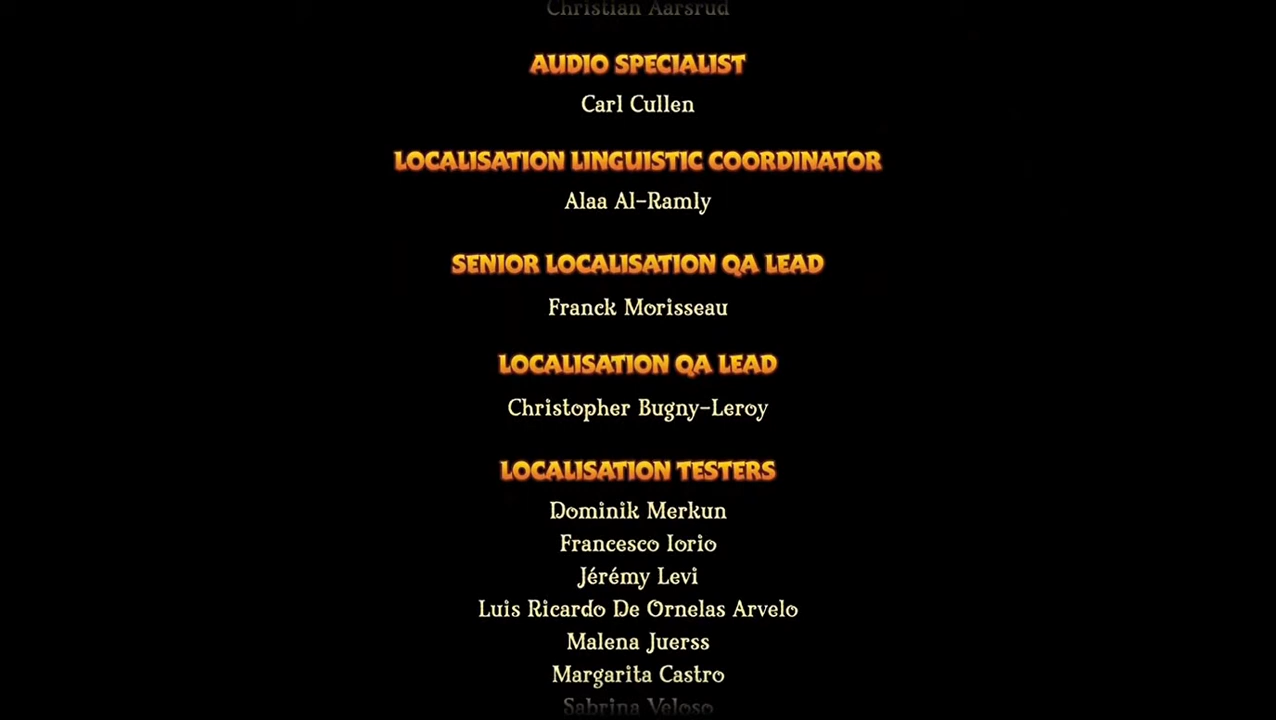 Christian Aarsrud
AUDIO SPECIALIST
Carl Cullen
LOCALISATION LINGUISTIC COORDINATOR
Alaa Al-Ramly
SENIOR LOCALISATION QA LEAD
Franck Morisseau
LOCALISATION QA LEAD
Christopher Bugny-Leroy
LOCALISATION TESTERS
Dominik Merkun
Francesco Iorio
Jérémy Levi
Luis Ricardo De Ornelas Arvelo
Malena Juerss
Margarita Castro
Sabrina Veloso